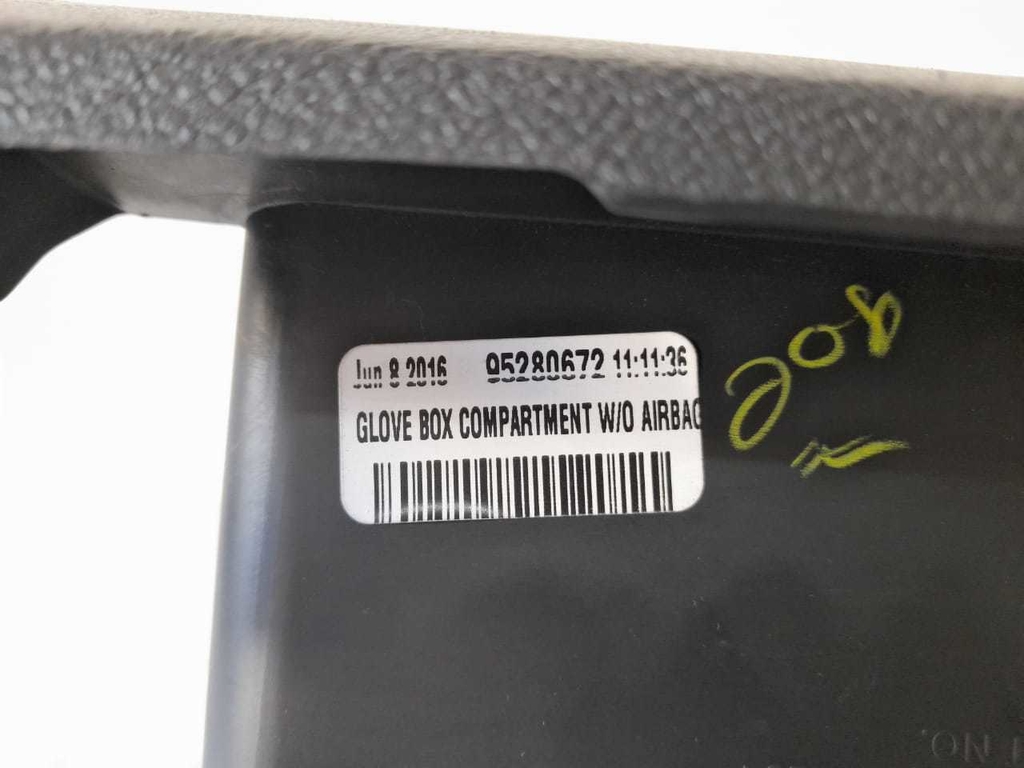 Jun 8 2016 95280672 11:11:36
GLOVE BOX COMPARTMENT W/O AIRBAG
208